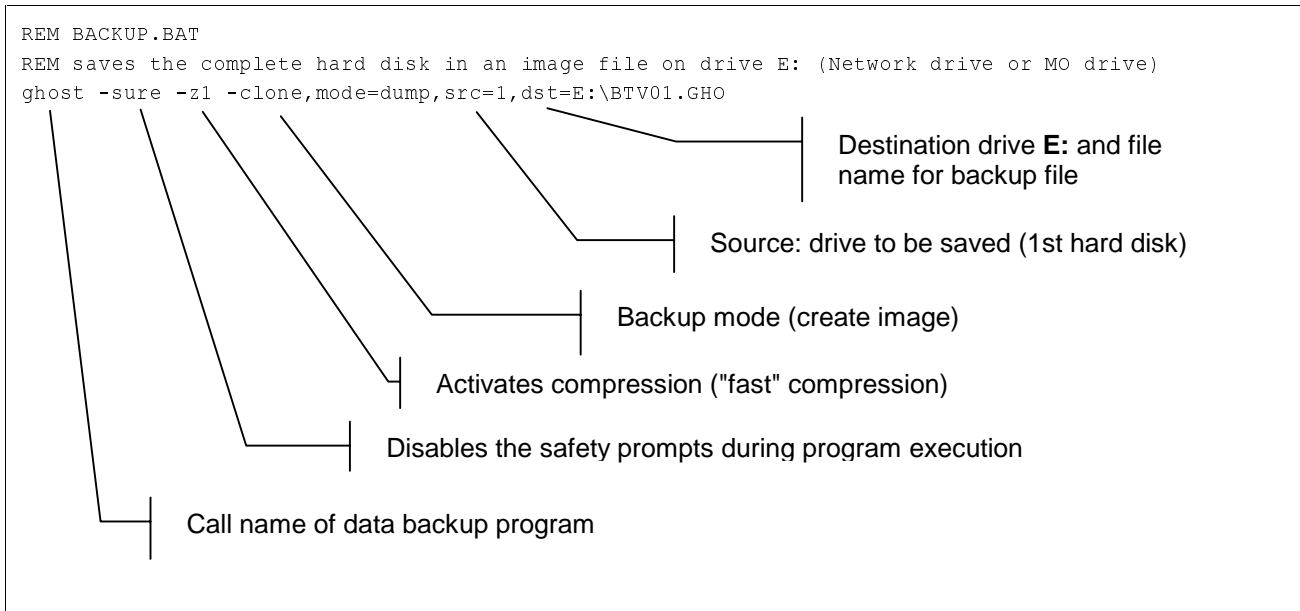 REM BACKUP.BAT
REM saves the complete hard disk in an image file on drive E: (Network drive or MO drive)
ghost -sure -z1 -clone,mode=dump,src=1,dst=E:\BTV01.GHO
Destination drive E: and file
name for backup file
Source: drive to be saved (1st hard disk)
Backup mode (create image)
Activates compression ("fast" compression)
Disables the safety prompts during program execution
Call name of data backup program